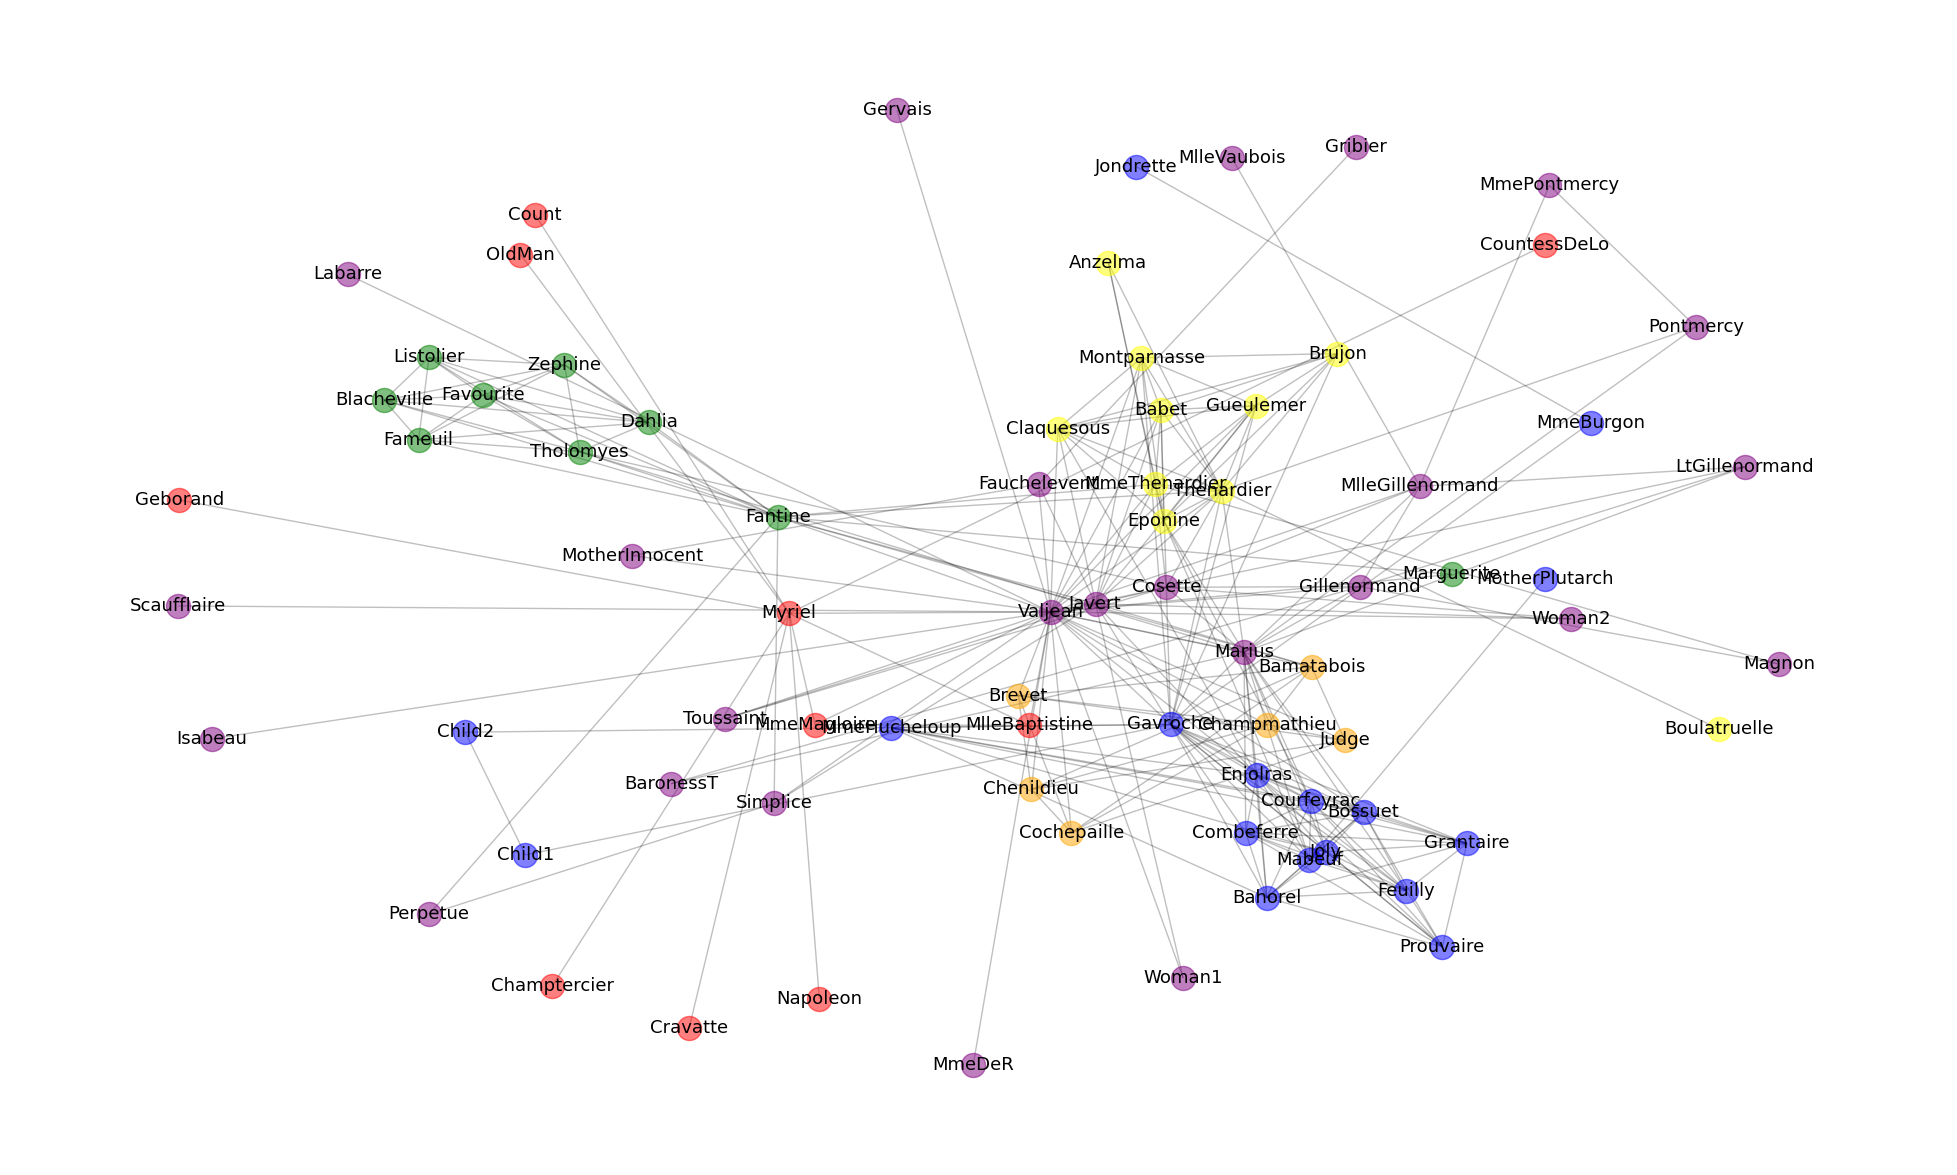 Gervais
Gribier
MlleVaubois
Jondrette
MmePontmercy
Count
CountessDeLo
OldMan
Anzelma
Labarre
Pontmercy
Brujon
Listolier
Montparnasse
Zephine
Favourite
Blacheville
Gueulemer
Babet
Dahlia
MmeBurgon
Claquesous
Fameuil
Tholomyes
LtGillenormand
Fauchelevent
MmeThenardier
MlleGillenormand
Thenardier
Geborand
Fantine
Eponine
MotherInnocent
Marguerite
MotherPlutarch
Cosette
Gillenormand
Javert
Scaufflaire
Valjean
Myriel
Woman2
Marius
Magnon
Bamatabois
Brevet
Toussaint
MmeMagloire
MlleBaptistine
Gavroche
Champmathieu
MmeHucheloup
Boulatruelle
Child2
Isabeau
Judge
Enjolras
BaronessT
Chenildieu
Courfeyrac
Simplice
Bossuet
Cochepaille
Combeferre
Grantaire
Joly
Child1
Mabeuf
Feuilly
Bahorel
Perpetue
Prouvaire
Woman1
Champtercier
Napoleon
Cravatte
MmeDeR